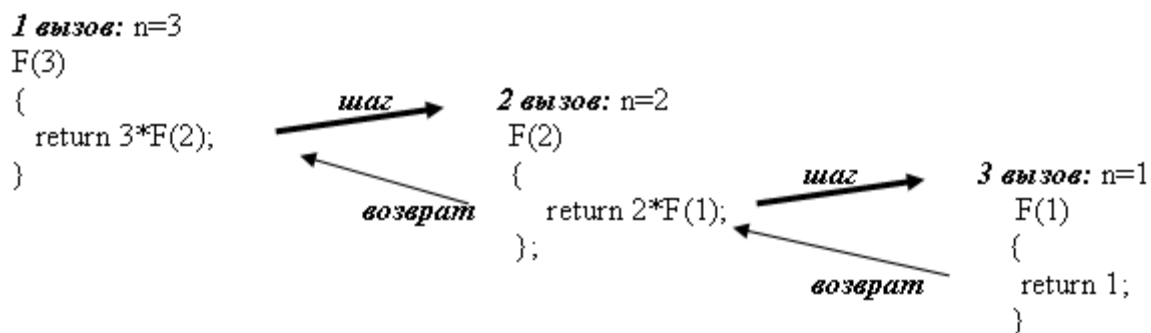 1 вызов: n=3
F(3)
{
return 3*F(2);
}
шаг
возврат
2 вызов: n=2
F(2)
{
return 2*F(1);
};
шаг
возврат
3 вызов: n=1
F(1)
{
return 1;
}